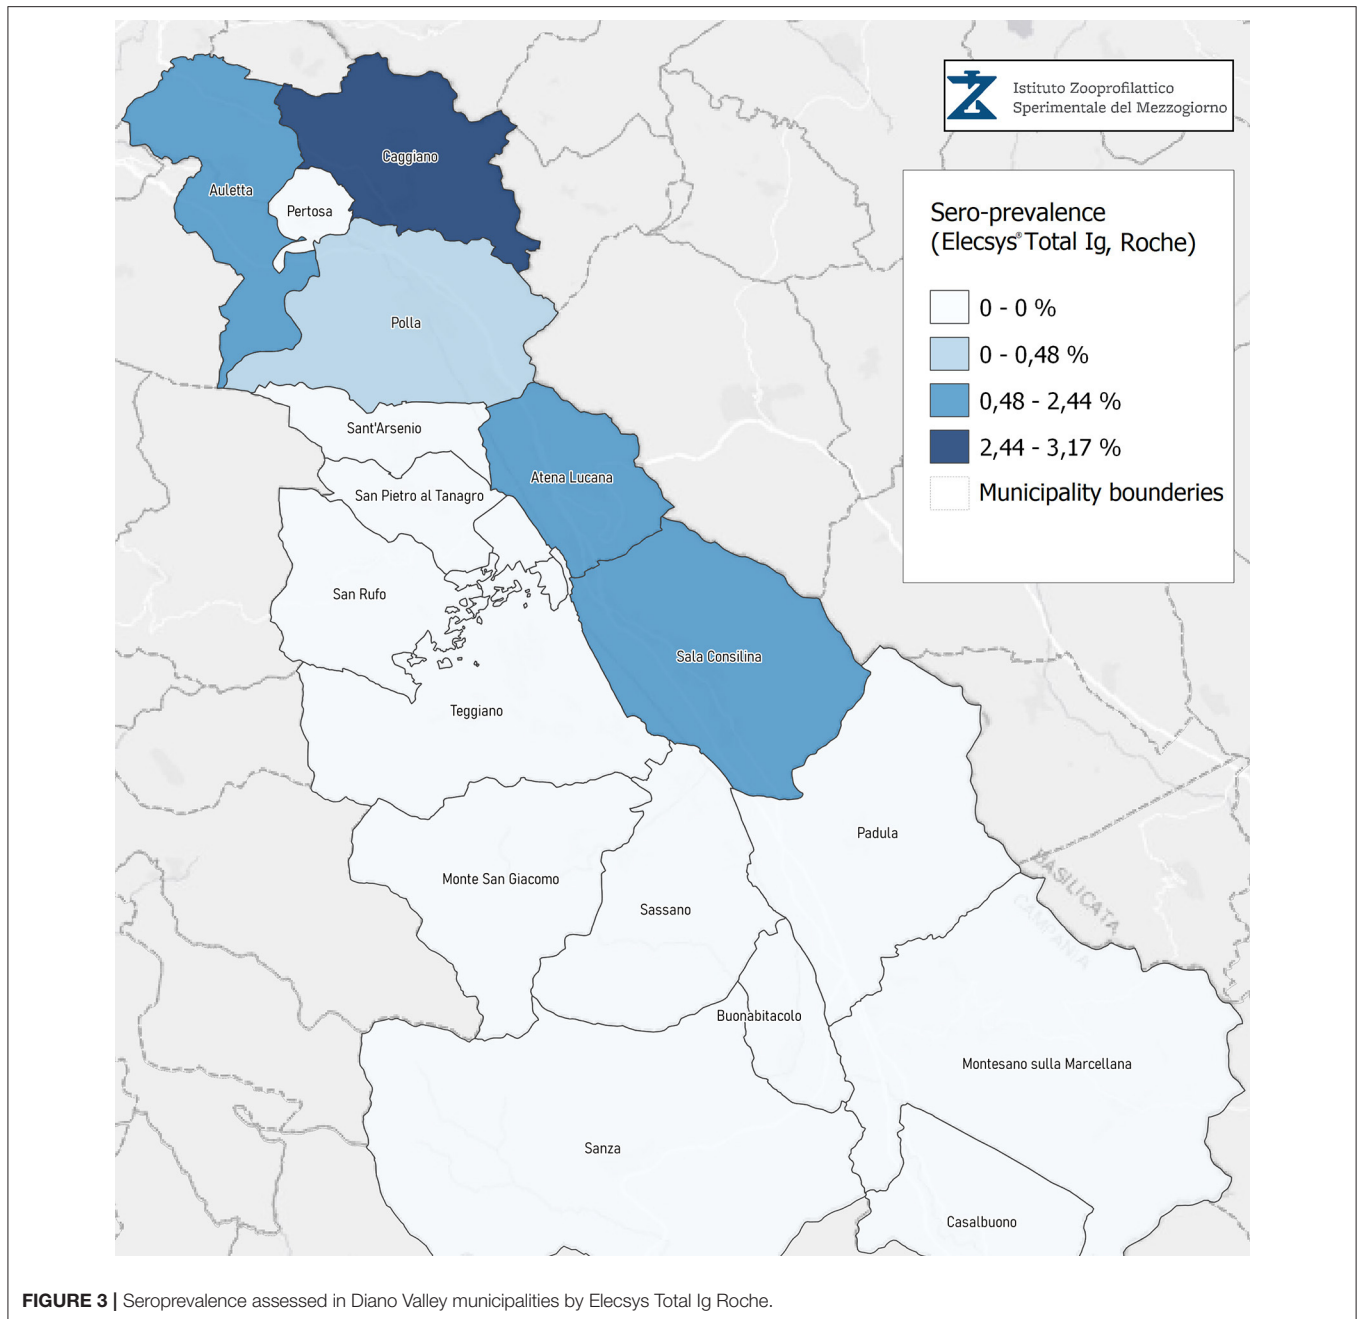 Istituto Zooprofilattico
Sperimentale del Mezzogiorno
Sero-prevalence
(Elecsys® Total Ig, Roche)
0 - 0 %
0 - 0,48 %
0,48 - 2,44 %
2,44 - 3,17 %
Municipality bounderies
Caggiano
Auletta
Pertosa
Polla
Sant'Arsenio
Atena Lucana
San Pietro al Tanagro
San Rufo
Sala Consilina
Teggiano
Padula
Monte San Giacomo
Sassano
BASILICATA
CAMPANIA
Buonabitacolo
Montesano sulla Marcellana
Sanza
Casalbuono
FIGURE 3 | Seroprevalence assessed in Diano Valley municipalities by Elecsys Total Ig Roche.